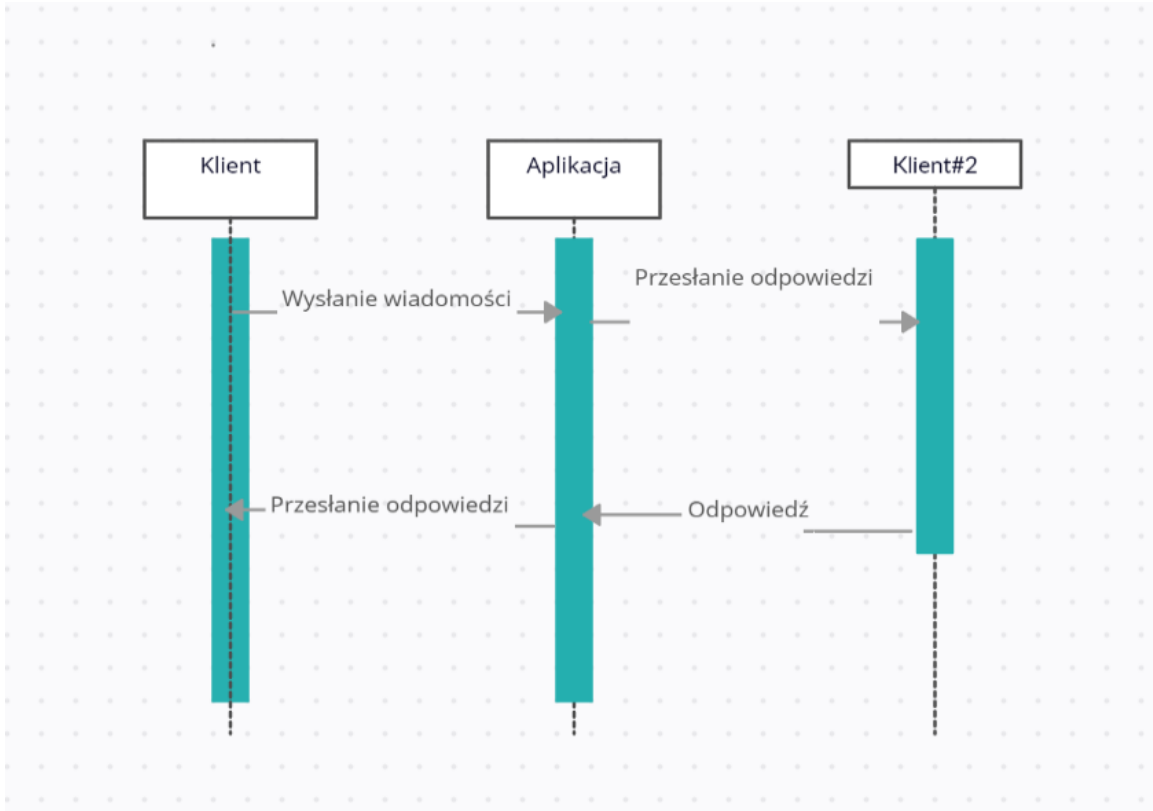 Klient
Aplikacja
Klient#2
Przesłanie odpowiedzi
Wysłanie wiadomości
Przesłanie odpowiedzi
Odpowiedź